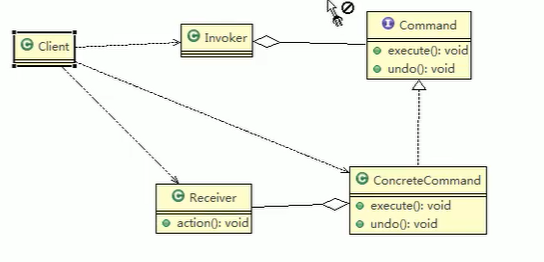 Client
Invoker
Command
execute(): void
undo(): void
Receiver
action(): void
ConcreteCommand
execute(): void
undo(): void